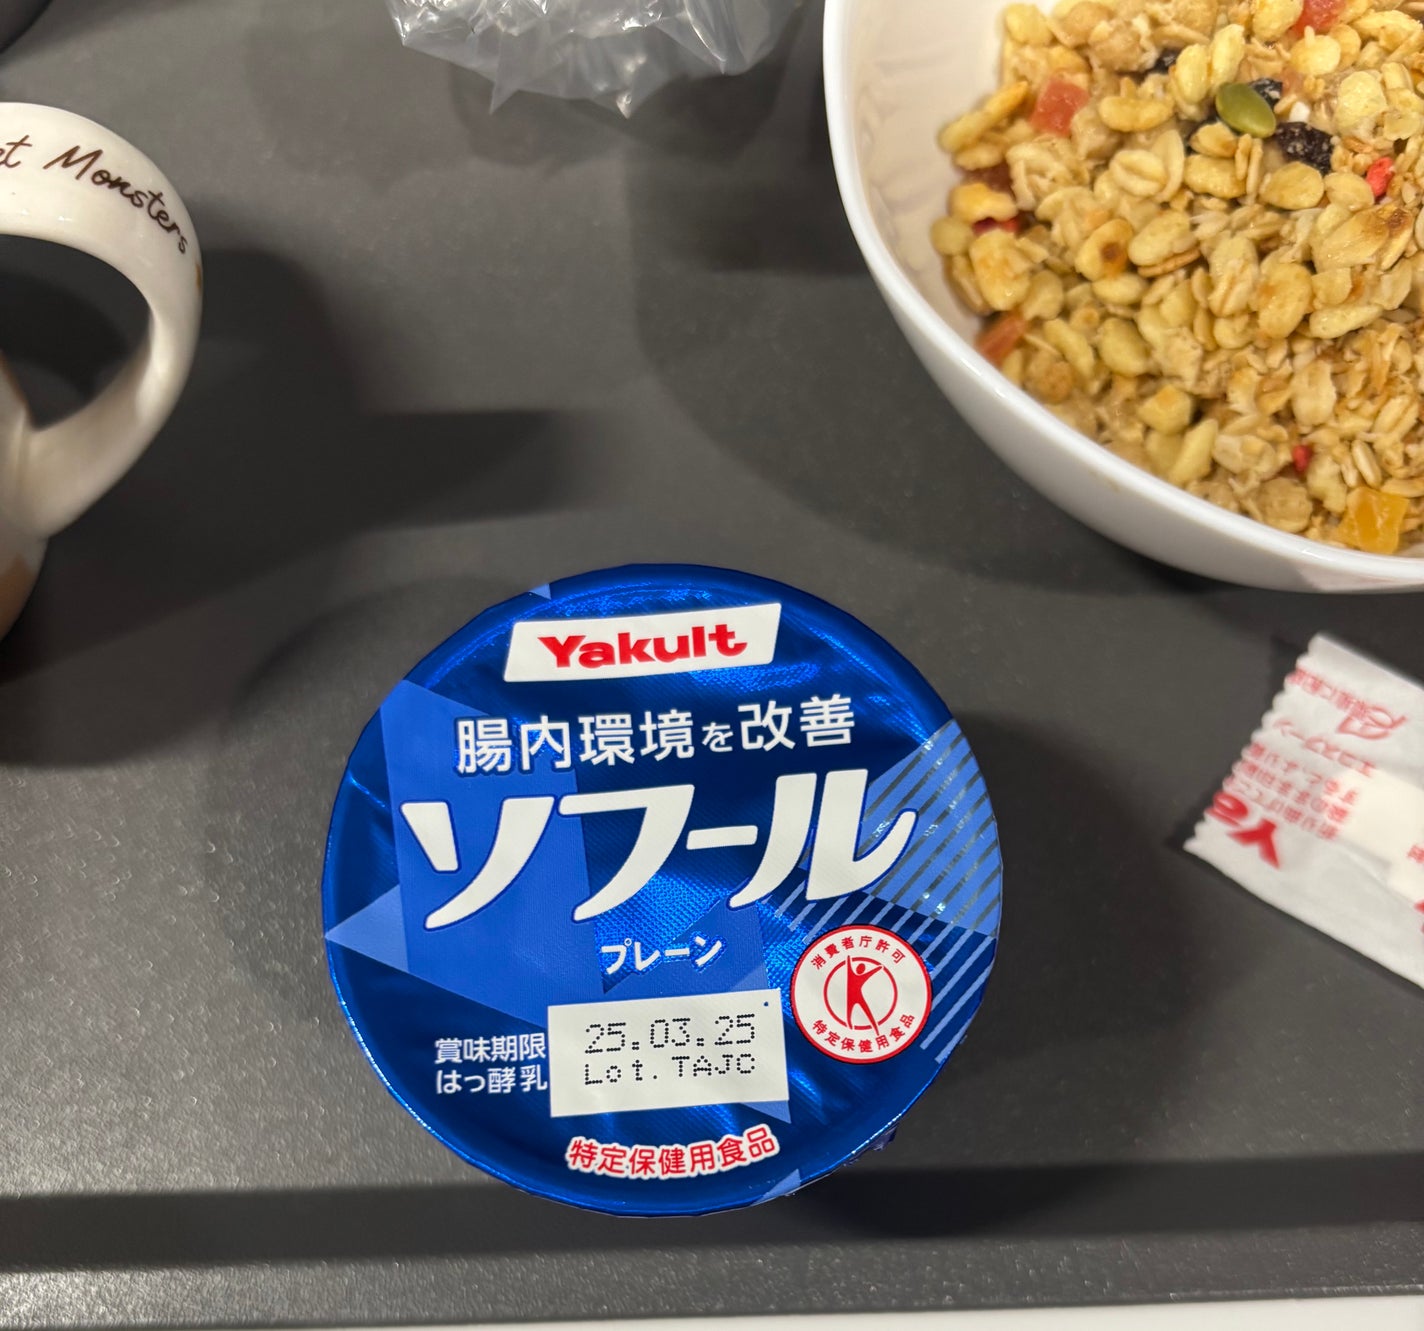 Monsters
Yakult
腸内環境を改善
ソフール
プレーン
消費者庁許可
特定保健用食品
賞味期限
25.03.25
はっ酵乳
Lot. TAJC
特定保健用食品